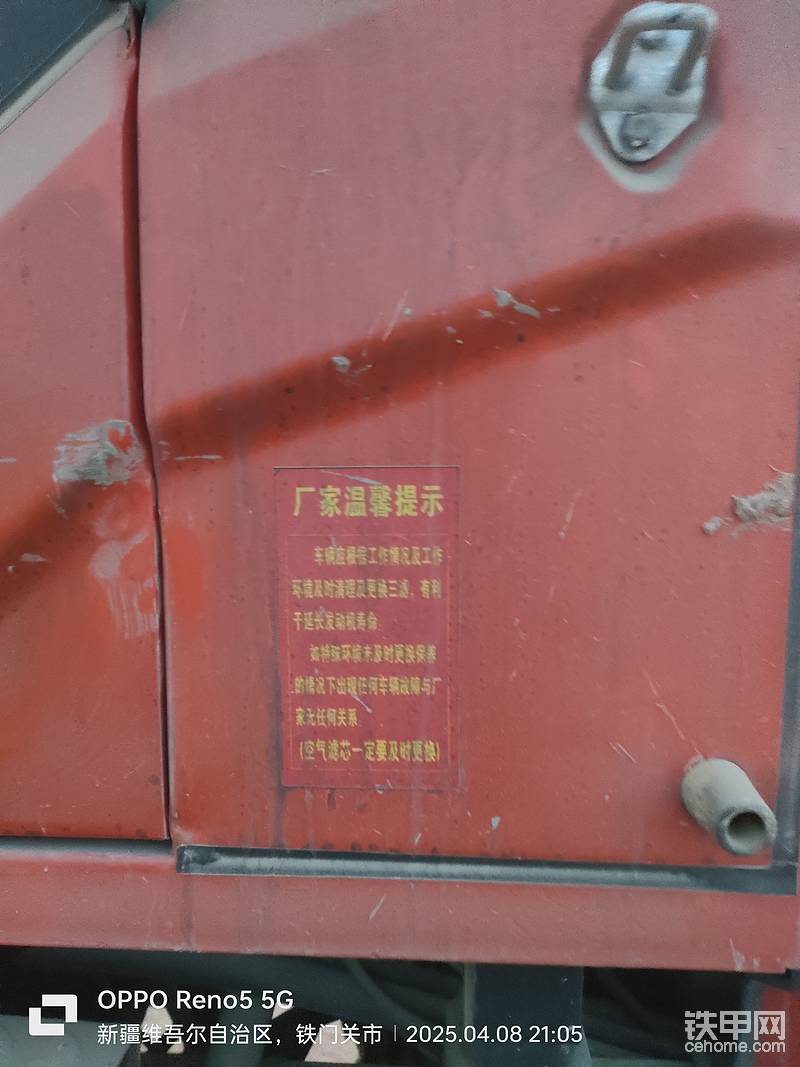 厂家温馨提示
车辆应根据工作情况及工作
环境及时清理及更换三滤，有利
于延长发动机寿命
如特殊环境未及时更换保养
的情况下出现任何车辆故障与厂
家无任何关系
(空气滤芯一定要及时更换)
OPPO Reno5 5G
新疆维吾尔自治区，铁门关市 | 2025.04.08 21:05
铁甲网
cehome.com